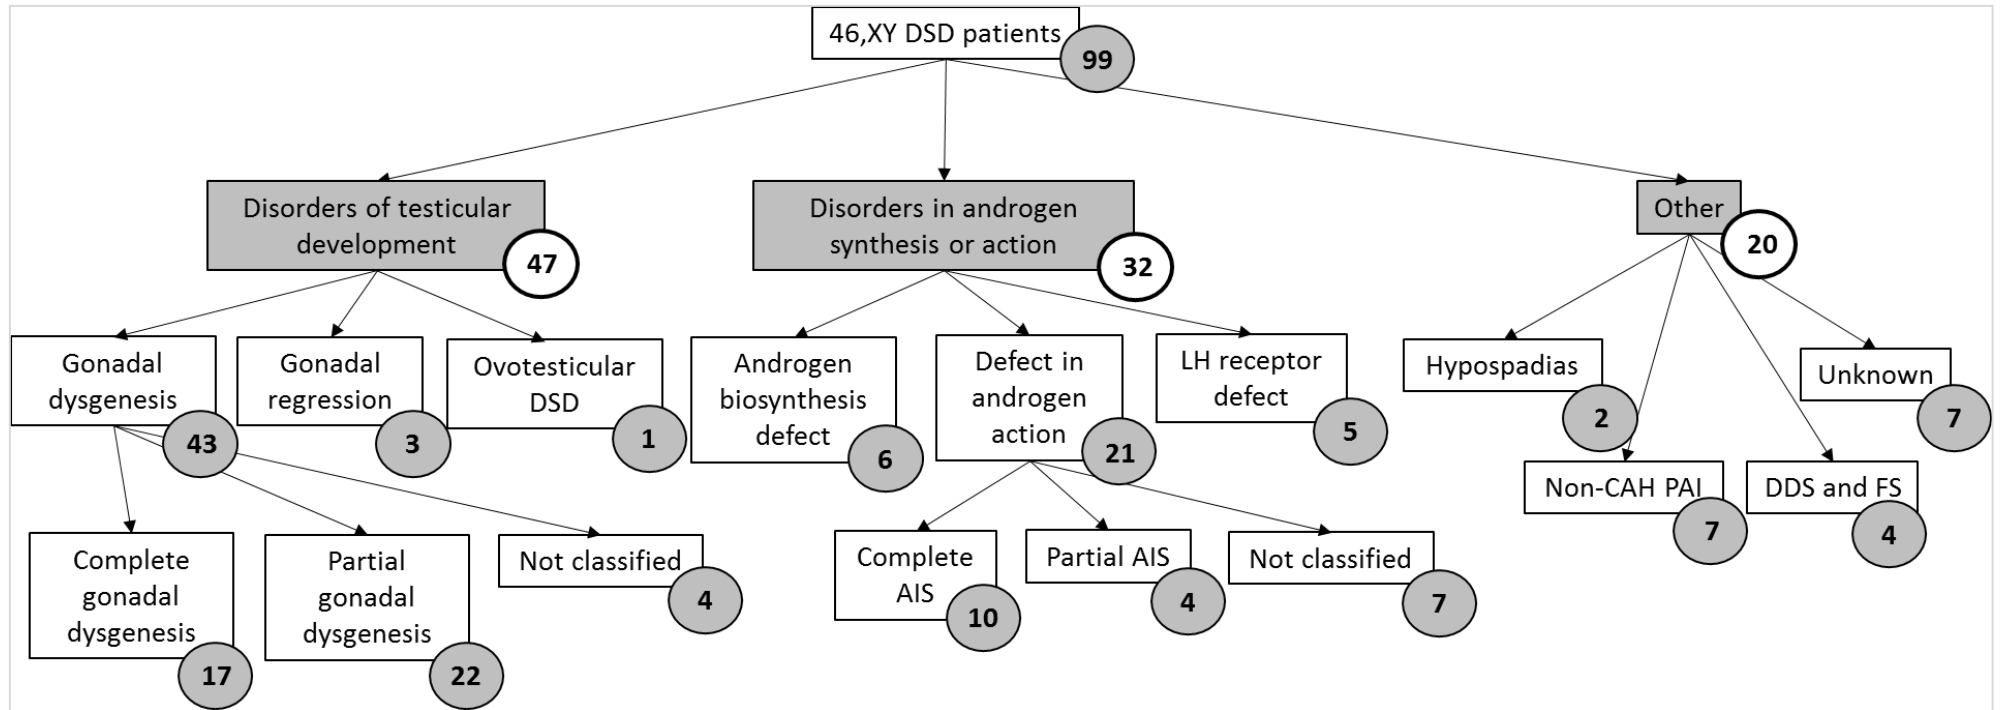 46,XY DSD patients
99
Disorders of testicular
development
47
Disorders in androgen
synthesis or action
32
Other
20
Gonadal
dysgenesis
43
Gonadal
regression
3
Ovotesticular
DSD
1
Androgen
biosynthesis
defect
6
Defect in
androgen
action
21
LH receptor
defect
5
Hypospadias
2
Unknown
7
Non-CAH PAI
7
DDS and FS
4
Complete
gonadal
dysgenesis
17
Partial
gonadal
dysgenesis
22
Not classified
4
Complete
AIS
10
Partial AIS
4
Not classified
7